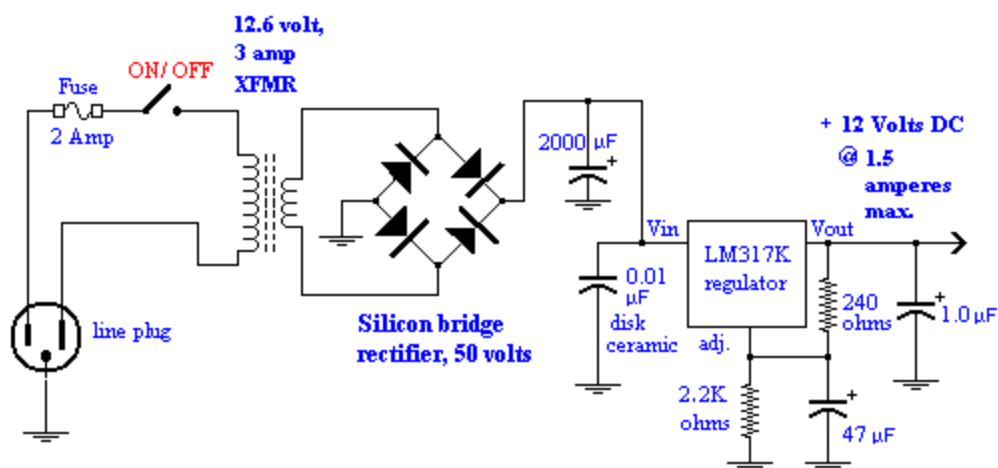 12.6 volt,
3 amp
XFMR
ON/ OFF
Fuse
2 Amp
line plug
Silicon bridge
rectifier, 50 volts
2000 µF
+
+ 12 Volts DC
@ 1.5
amperes
max.
Vin
Vout
LM317K
regulator
adj.
0.01
µF
disk
ceramic
240
ohms
+
1.0 µF
2.2K
ohms
+
47 µF